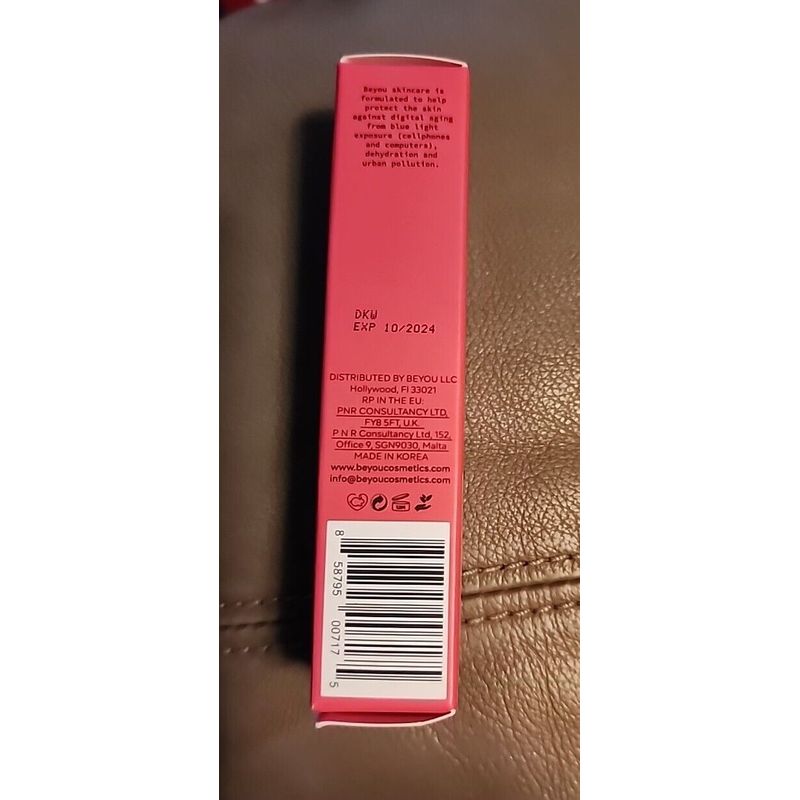 Beyou skincare is
formulated to help
protect the skin
against digital aging
from blue light
exposure (cellphones
and computers),
dehydration and
urban pollution.
DKW
EXP 10/2024
DISTRIBUTED BY BEYOU LLC
Hollywood, Fl 33021
RP IN THE EU:
PNR CONSULTANCY LTD,
FY8 5FT, U.K.
P N R Consultancy Ltd, 152,
Office 9, SGN9030, Malta
MADE IN KOREA
www.beyoucosmetics.com
info@beyoucosmetics.com
8 58795 00717 5